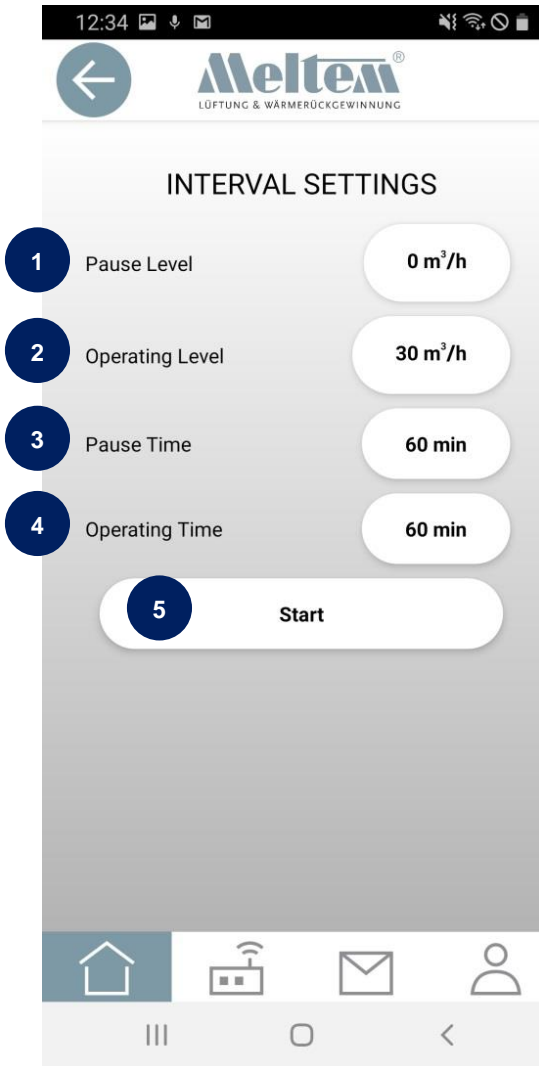 12:34
Meltem®
LÜFTUNG & WÄRMERÜCKGEWINNUNG
INTERVAL SETTINGS
1 Pause Level 0 m³/h
2 Operating Level 30 m³/h
3 Pause Time 60 min
4 Operating Time 60 min
5 Start